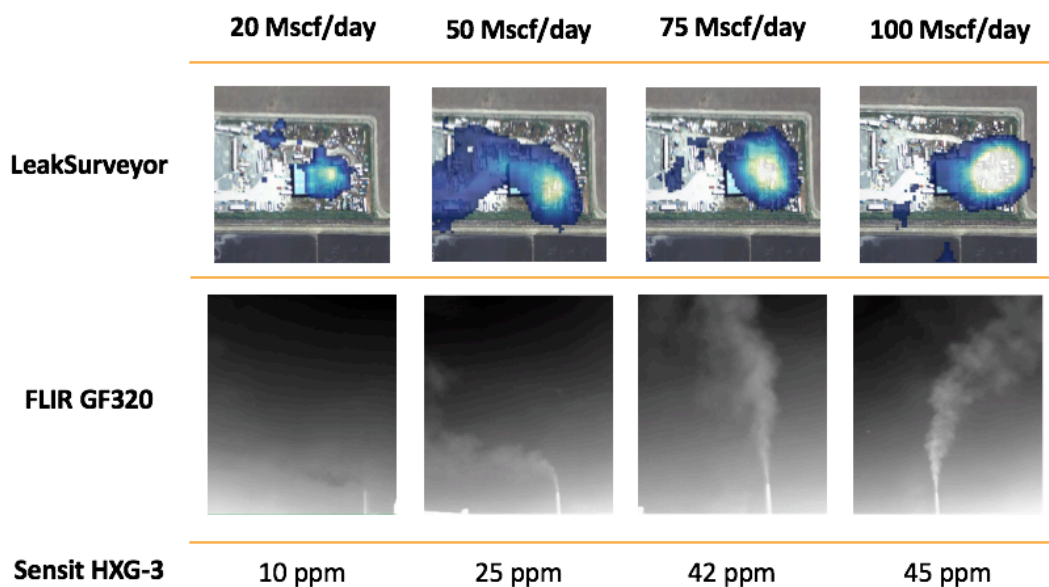 20 Mscf/day 50 Mscf/day 75 Mscf/day 100 Mscf/day
LeakSurveyor
FLIR GF320
Sensit HXG-3 10 ppm 25 ppm 42 ppm 45 ppm